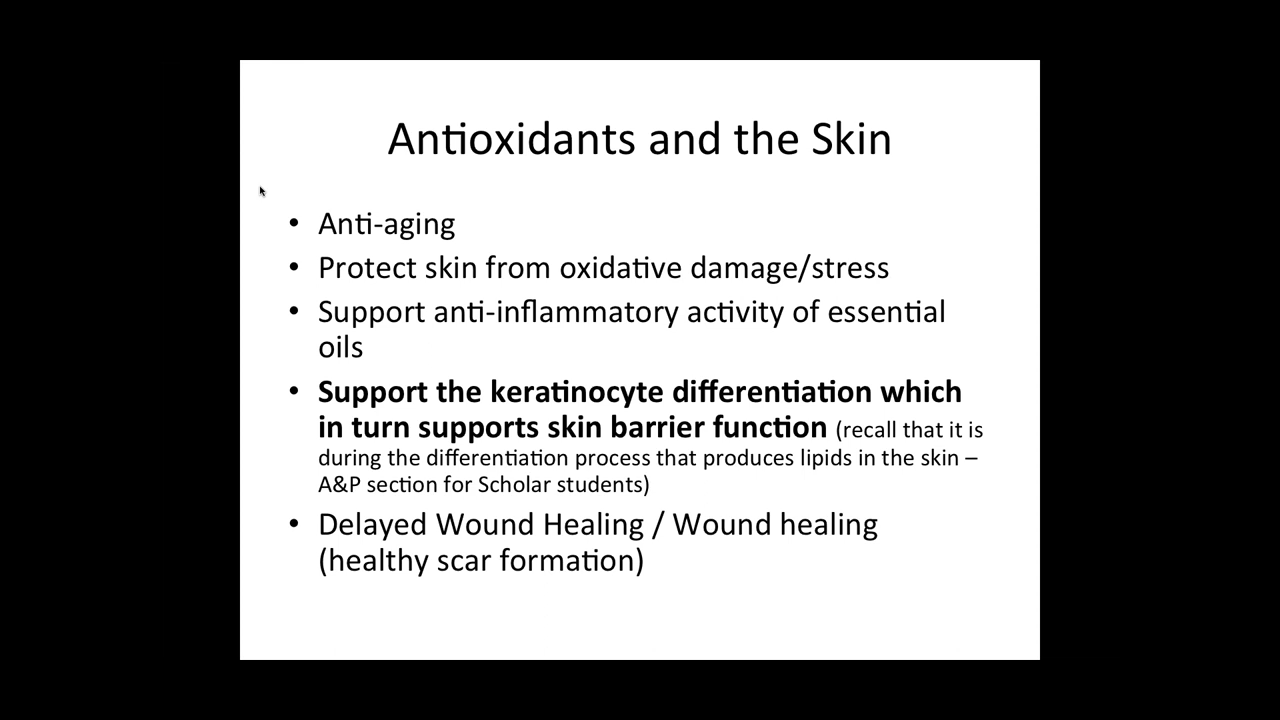 Antioxidants and the Skin
• Anti-aging
• Protect skin from oxidative damage/stress
• Support anti-inflammatory activity of essential
oils
• Support the keratinocyte differentiation which
in turn supports skin barrier function (recall that it is
during the differentiation process that produces lipids in the skin –
A&P section for Scholar students)
• Delayed Wound Healing / Wound healing
(healthy scar formation)